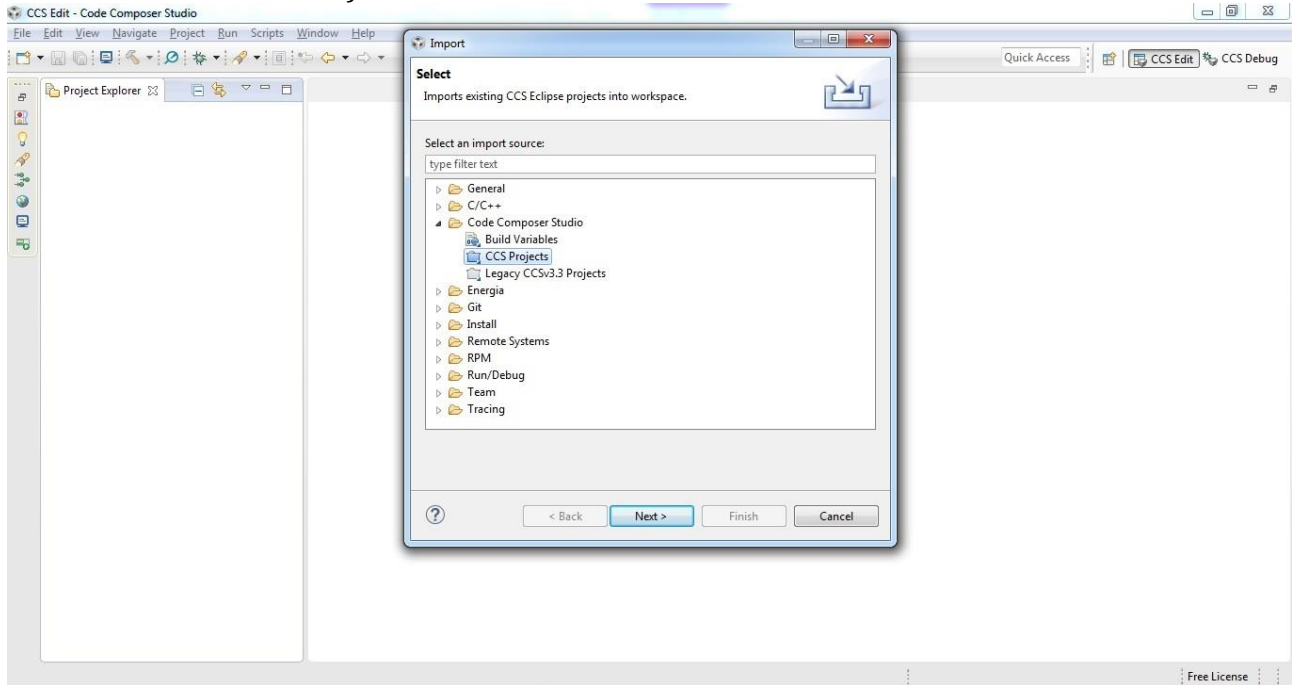 CCS Edit - Code Composer Studio
File Edit View Navigate Project Run Scripts Window Help
Quick Access
CCS Edit
CCS Debug
Project Explorer
Import
Select
Imports existing CCS Eclipse projects into workspace.
Select an import source:
type filter text
General
C/C++
Code Composer Studio
Build Variables
CCS Projects
Legacy CCSv3.3 Projects
Energia
Git
Install
Remote Systems
RPM
Run/Debug
Team
Tracing
< Back Next > Finish Cancel
Free License